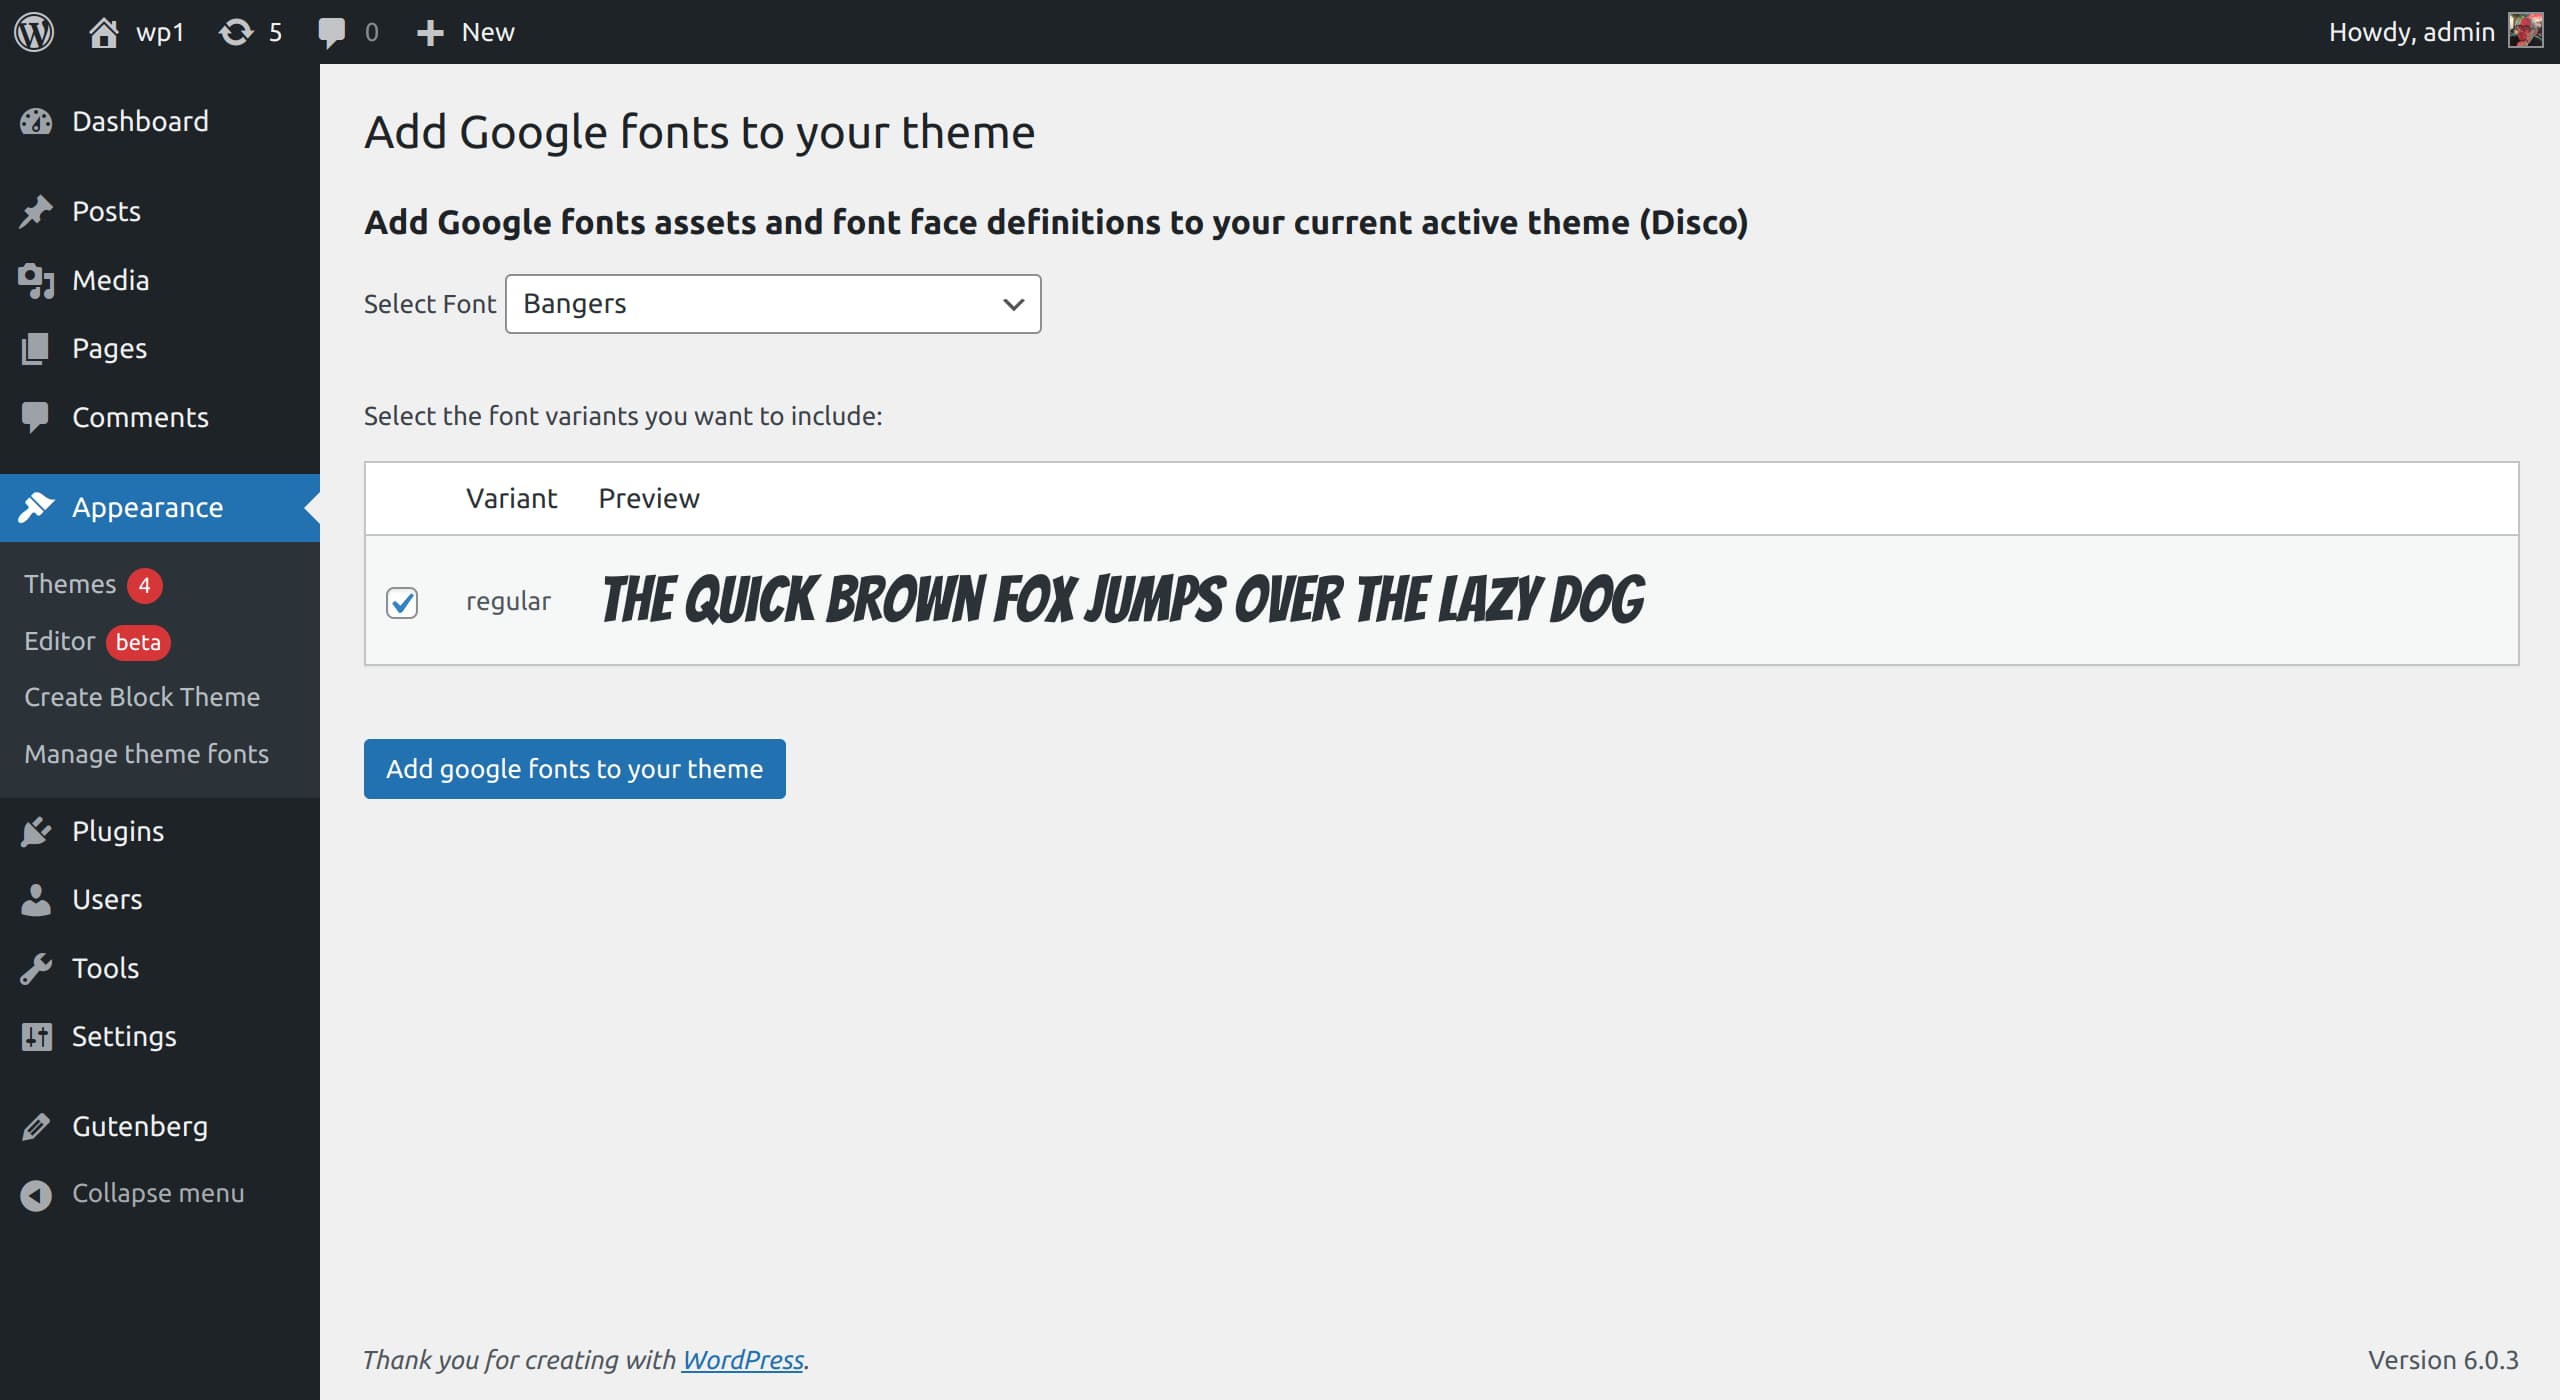 wp1 5 0 New Howdy, admin
Dashboard
Posts
Media
Pages
Comments
Appearance
Themes 4
Editor beta
Create Block Theme
Manage theme fonts
Plugins
Users
Tools
Settings
Gutenberg
Collapse menu
Add Google fonts to your theme
Add Google fonts assets and font face definitions to your current active theme (Disco)
Select Font Bangers
Select the font variants you want to include:
Variant Preview
regular THE QUICK BROWN FOX JUMPS OVER THE LAZY DOG
Add google fonts to your theme
Thank you for creating with WordPress.
Version 6.0.3